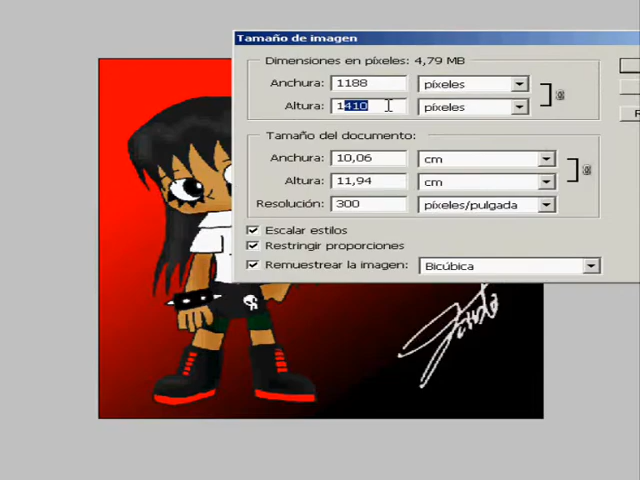 Tamaño de imagen
Dimensiones en píxeles: 4,79 MB
Anchura: 1188 píxeles
Altura: 1410 píxeles
Tamaño del documento:
Anchura: 10,06 cm
Altura: 11,94 cm
Resolución: 300 píxeles/pulgada
Escalar estilos
Restringir proporciones
Remuestrear la imagen: Bicúbica
R